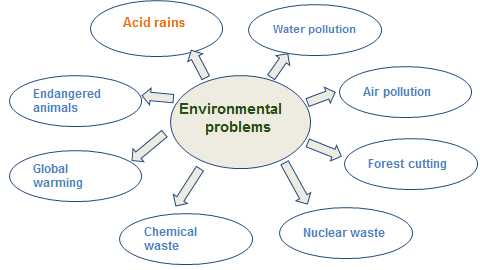 Acid rains
Water pollution
Endangered
animals
Air pollution
Environmental
problems
Global
warming
Forest cutting
Chemical
waste
Nuclear waste